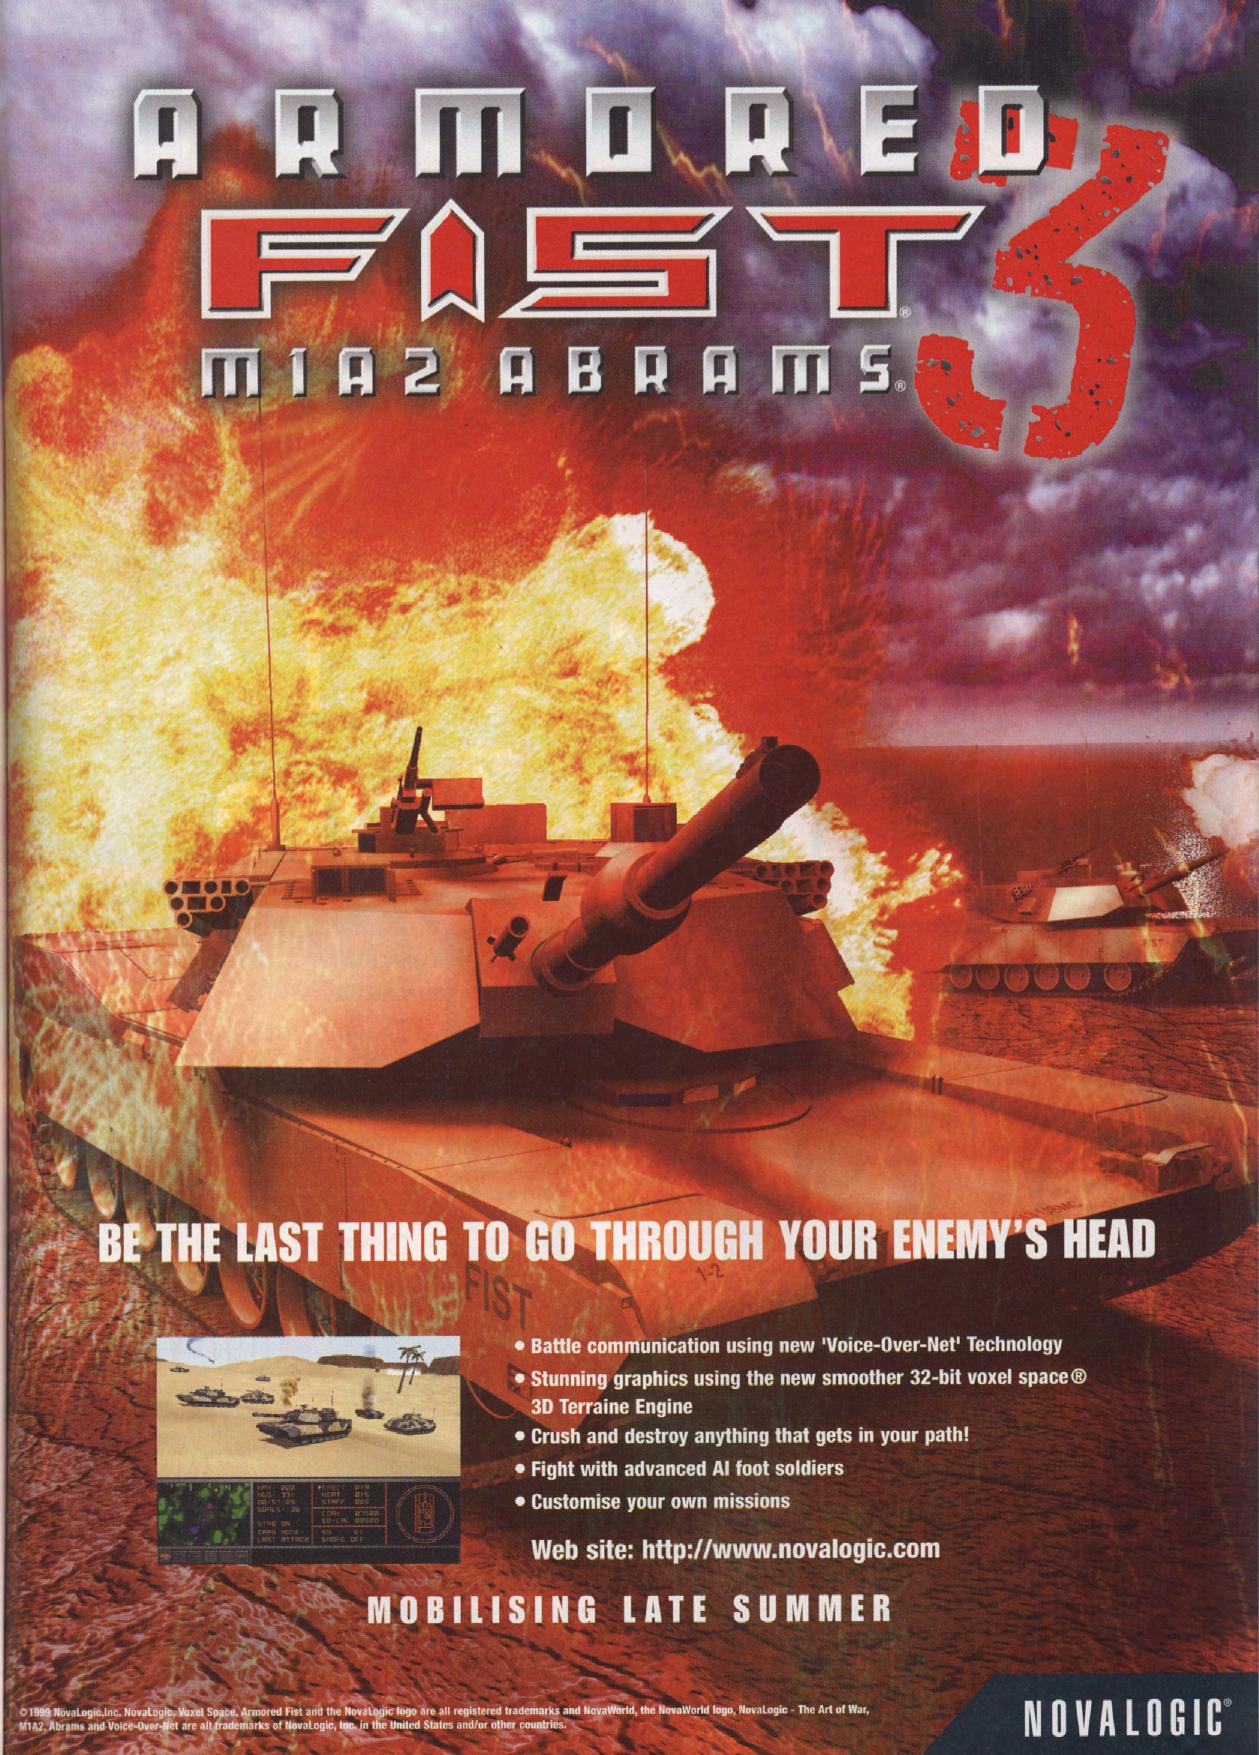 ARMORED
FIST® 3
M1A2 ABRAMS®
FIST
1-2
BE THE LAST THING TO GO THROUGH YOUR ENEMY'S HEAD
FIST
• Battle communication using new 'Voice-Over-Net' Technology
• Stunning graphics using the new smoother 32-bit voxel space®
3D Terraine Engine
• Crush and destroy anything that gets in your path!
• Fight with advanced AI foot soldiers
• Customise your own missions
Web site: http://www.novalogic.com
MOBILISING LATE SUMMER
©1999 NovaLogic,Inc. NovaLogic, Voxel Space, Armored Fist and the NovaLogic logo are all registered trademarks and NovaWorld, the NovaWorld logo, NovaLogic - The Art of War,
M1A2, Abrams and Voice-Over-Net are all trademarks of NovaLogic, Inc. in the United States and/or other countries.
NOVALOGIC®